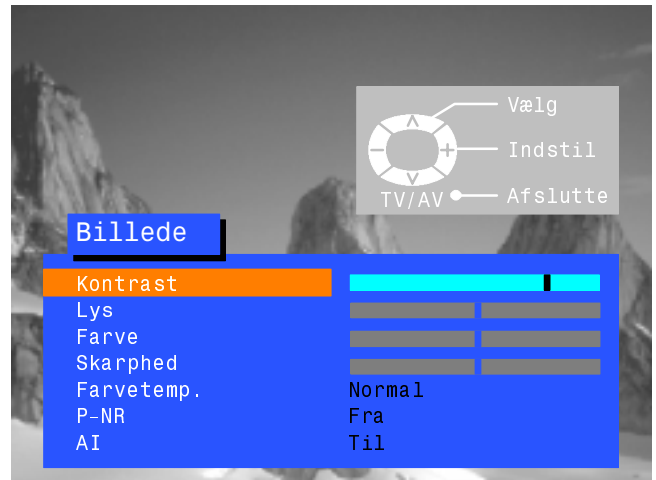 Vælg
Indstil
TV/AV Afslutte
Billede
Kontrast
Lys
Farve
Skarphed
Farvetemp. Normal
P-NR Fra
AI Til